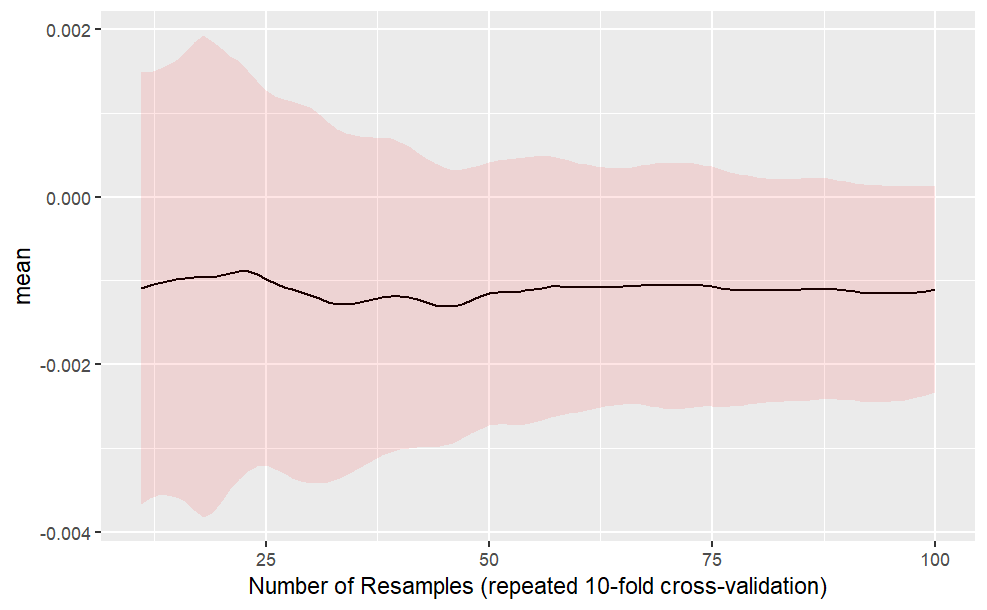 0.002
0.000
-0.002
-0.004
mean
25 50 75 100
Number of Resamples (repeated 10-fold cross-validation)